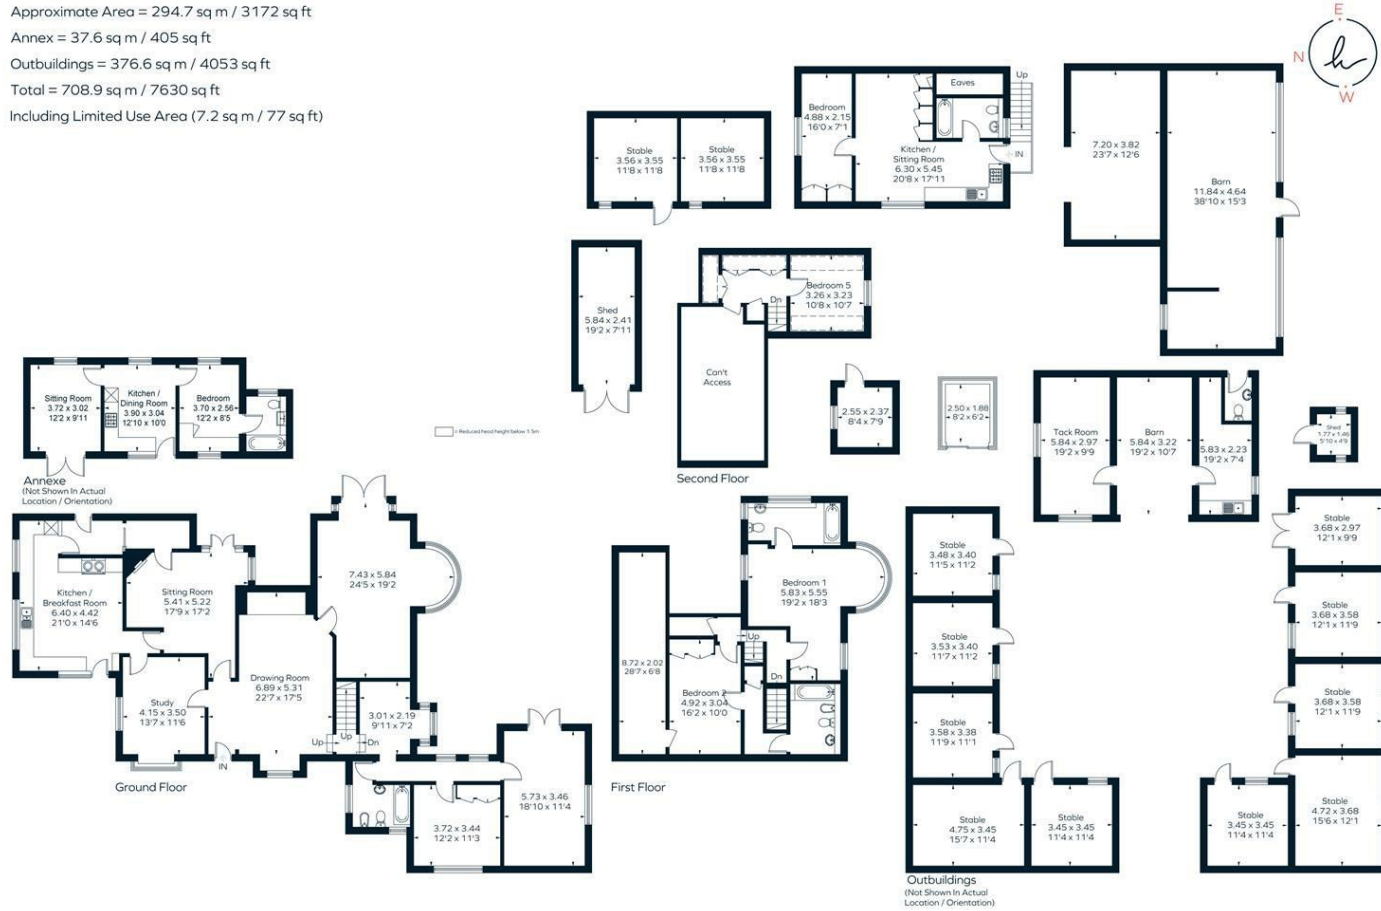 Approximate Area = 294.7 sq m / 3172 sq ft
Annex = 37.6 sq m / 405 sq ft
Outbuildings = 376.6 sq m / 4053 sq ft
Total = 708.9 sq m / 7630 sq ft
Including Limited Use Area (7.2 sq m / 77 sq ft)
E
N
W
Stable
3.56 x 3.55
11'8 x 11'8
Stable
3.56 x 3.55
11'8 x 11'8
Bedroom
4.88 x 2.15
16'0 x 7'1
Eaves
Up
Kitchen /
Sitting Room
6.30 x 5.45
20'8 x 17'11
IN
7.20 x 3.82
23'7 x 12'6
Barn
11.84 x 4.64
38'10 x 15'3
Shed
5.84 x 2.41
19'2 x 7'11
Bedroom 5
3.26 x 3.23
10'8 x 10'7
Dn
Can't
Access
Second Floor
2.55 x 2.37
8'4 x 7'9
2.50 x 1.88
8'2 x 6'2
Tack Room
5.84 x 2.97
19'2 x 9'9
Barn
5.84 x 3.22
19'2 x 10'7
5.83 x 2.23
19'2 x 7'4
Shed
1.77 x 1.46
5'10 x 4'9
Sitting Room
3.72 x 3.02
12'2 x 9'11
Kitchen /
Dining Room
3.90 x 3.04
12'10 x 10'0
Bedroom
3.70 x 2.56
12'2 x 8'5
= Reduced head height below 1.5m
Annexe
(Not Shown In Actual
Location / Orientation)
Kitchen /
Breakfast Room
6.40 x 4.42
21'0 x 14'6
Sitting Room
5.41 x 5.22
17'9 x 17'2
7.43 x 5.84
24'5 x 19'2
Study
4.15 x 3.50
13'7 x 11'6
Drawing Room
6.89 x 5.31
22'7 x 17'5
3.01 x 2.19
9'11 x 7'2
Up
Up
Dn
IN
Ground Floor
3.72 x 3.44
12'2 x 11'3
5.73 x 3.46
18'10 x 11'4
Bedroom 1
5.83 x 5.55
19'2 x 18'3
Up
8.72 x 2.02
28'7 x 6'8
Dn
Bedroom 2
4.92 x 3.04
16'2 x 10'0
First Floor
Stable
3.48 x 3.40
11'5 x 11'2
Stable
3.53 x 3.40
11'7 x 11'2
Stable
3.58 x 3.38
11'9 x 11'1
Stable
4.75 x 3.45
15'7 x 11'4
Stable
3.45 x 3.45
11'4 x 11'4
Stable
3.68 x 2.97
12'1 x 9'9
Stable
3.68 x 3.58
12'1 x 11'9
Stable
3.68 x 3.58
12'1 x 11'9
Stable
4.72 x 3.68
15'6 x 12'1
Stable
3.45 x 3.45
11'4 x 11'4
Outbuildings
(Not Shown In Actual
Location / Orientation)